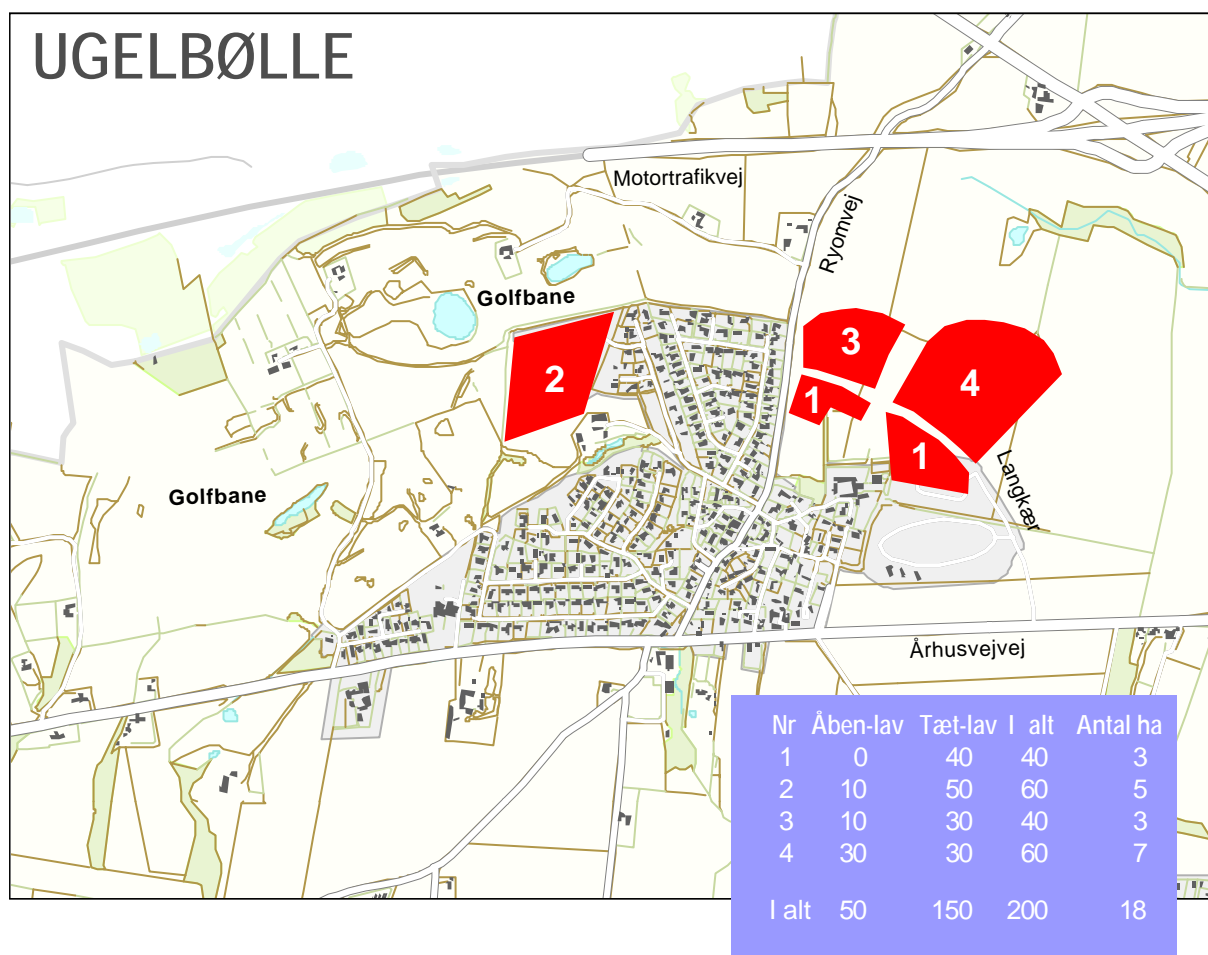 UGELBØLLE
Motortrafikvej
Ryomvej
Golfbane
3
2
4
1
1
Langkær
Golfbane
Århusvejvej
Nr Åben-lav Tæt-lav I alt Antal ha
1 0 40 40 3
2 10 50 60 5
3 10 30 40 3
4 30 30 60 7
I alt 50 150 200 18